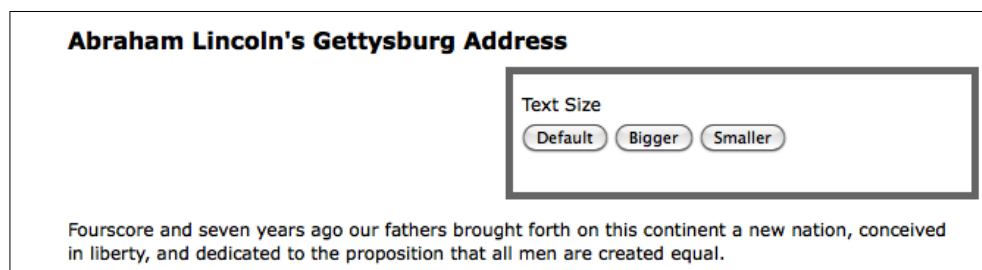 Abraham Lincoln's Gettysburg Address
Text Size
Default Bigger Smaller
Fourscore and seven years ago our fathers brought forth on this continent a new nation, conceived
in liberty, and dedicated to the proposition that all men are created equal.